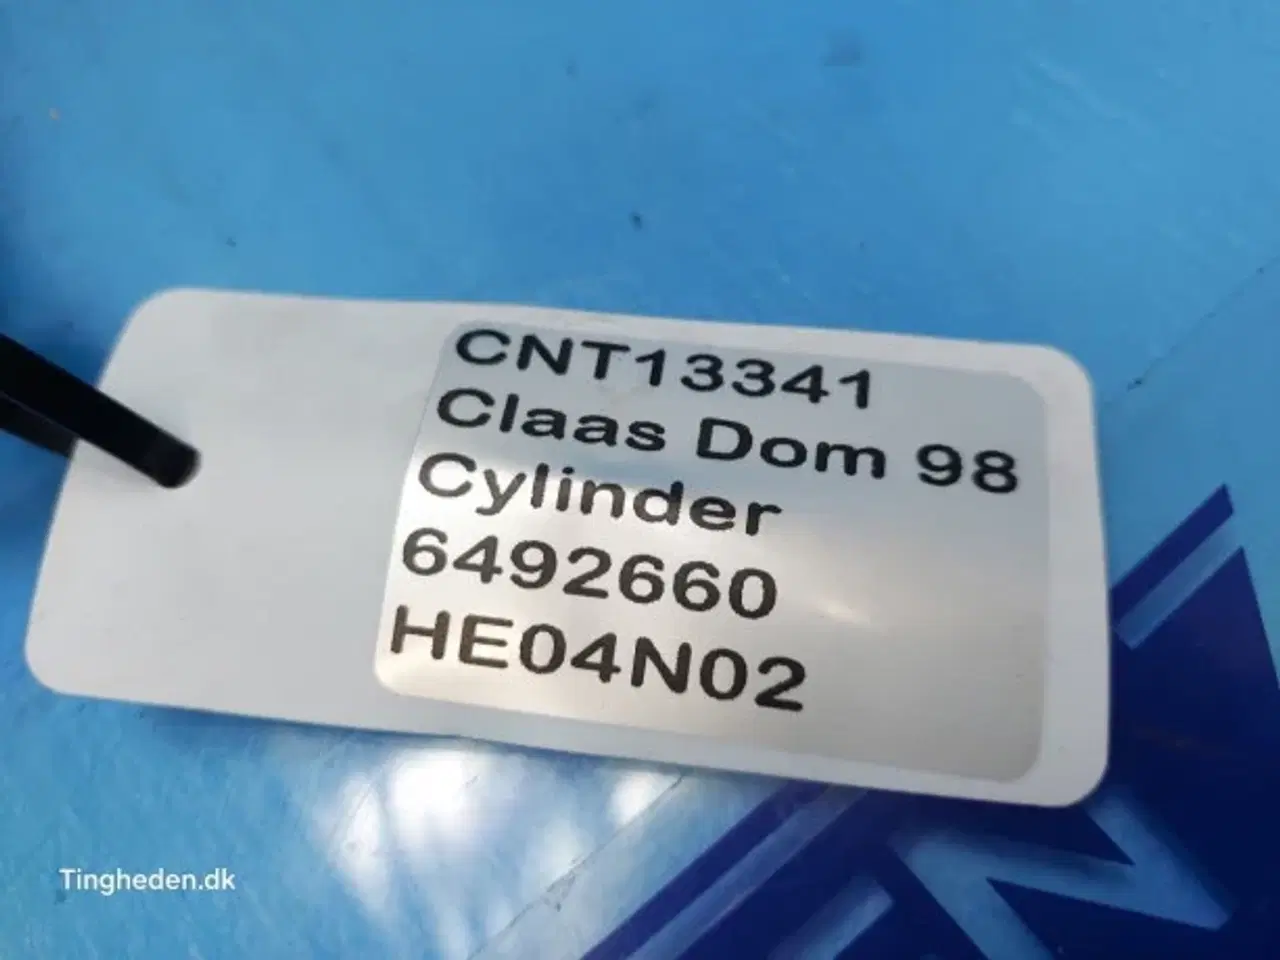 CNT13341
Claas Dom 98
Cylinder
6492660
HE04N02
Tingheden.dk